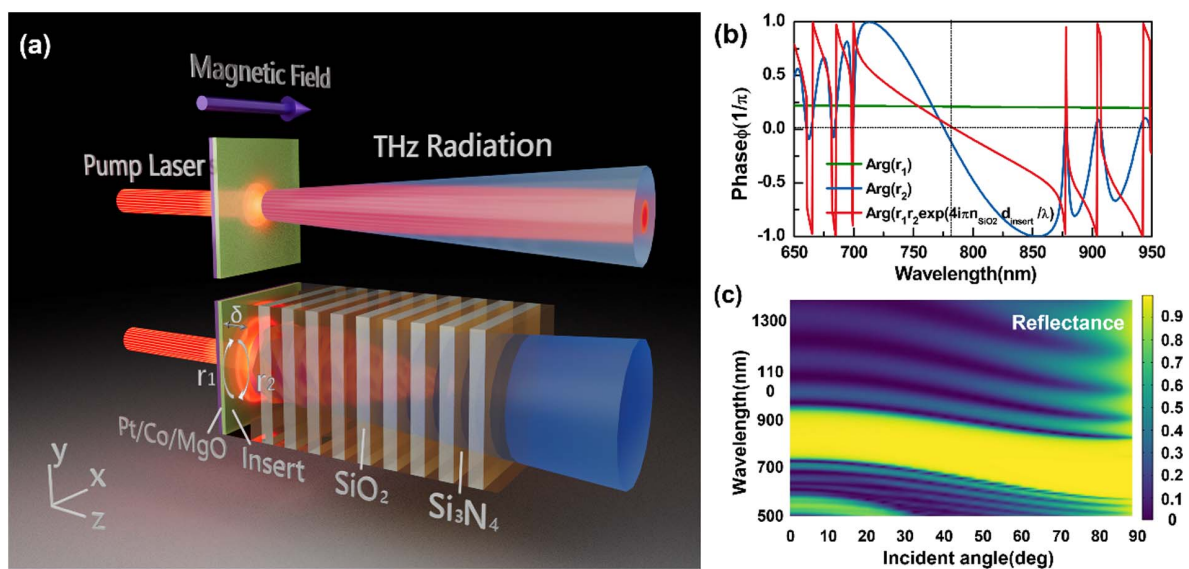 (a)
Magnetic Field
Pump Laser
THz Radiation
δ
r1 r2
Pt/Co/MgO
Insert
SiO2
Si3N4
y
x
z
(b)
1.0
0.5
0.0
-0.5
-1.0
Phaseϕ(1/π)
Arg(r1)
Arg(r2)
Arg(r1r2exp(4iπnSiO2dinsert/λ)
650 700 750 800 850 900 950
Wavelength(nm)
(c)
Reflectance
1300
110
0
900
700
500
Wavelength(nm)
0 10 20 30 40 50 60 70 80 90
Incident angle(deg)
0.9
0.8
0.7
0.6
0.5
0.4
0.3
0.2
0.1
0